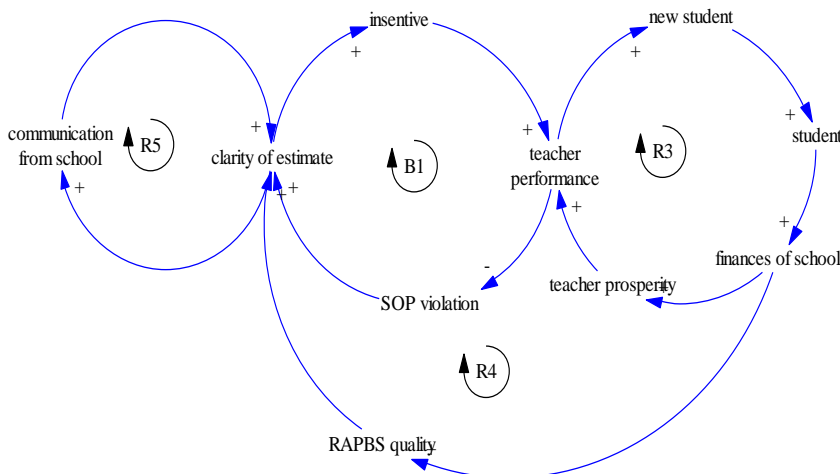 insentive
new student
+
+
+
+
+
communication
from school
R5
clarity of estimate
B1
teacher
performance
R3
student
+
+
+
+
+
-
SOP violation
teacher prosperity
+
finances of school
R4
RAPBS quality
+